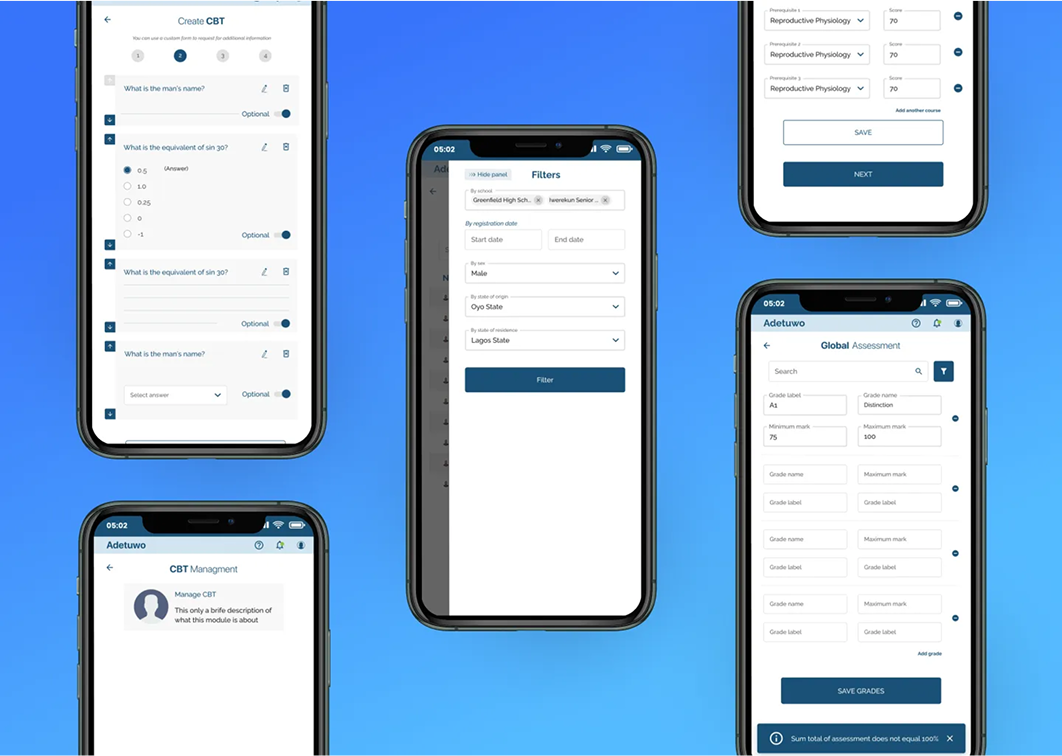 Create CBT
You can use a custom form to request for additional information
1 2 3 4
What is the man's name?
Optional
What is the equivalent of sin 30?
0.5 (Answer)
1.0
0.25
0
-1
Optional
What is the equivalent of sin 30?
Optional
What is the man's name?
Select answer
Optional
05:02
Adetuwo
CBT Managment
Manage CBT
This only a brife description of
what this module is about
05:02
Ade
Hide panel
Filters
By school
Greenfield High Sch... Iwerekun Senior ...
By registration date
Start date End date
By sex
Male
By state of origin
Oyo State
By state of residence
Lagos State
Filter
N
Prerequisite 1 Score
Reproductive Physiology 70
Prerequisite 2 Score
Reproductive Physiology 70
Prerequisite 3 Score
Reproductive Physiology 70
Add another course
SAVE
NEXT
05:02
Adetuwo
Global Assessment
Search
Grade label Grade name
A1 Distinction
Minimum mark Maximum mark
75 100
Grade name Maximum mark
Grade label Grade label
Grade name Maximum mark
Grade label Grade label
Grade name Maximum mark
Grade label Grade label
Add grade
SAVE GRADES
Sum total of assessment does not equal 100%